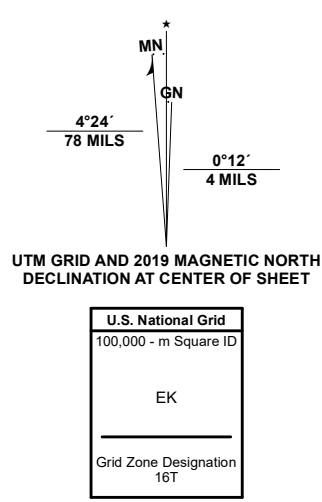 MN
GN
4°24´
78 MILS
0°12´
4 MILS
UTM GRID AND 2019 MAGNETIC NORTH
DECLINATION AT CENTER OF SHEET
U.S. National Grid
100,000 - m Square ID
EK
Grid Zone Designation
16T